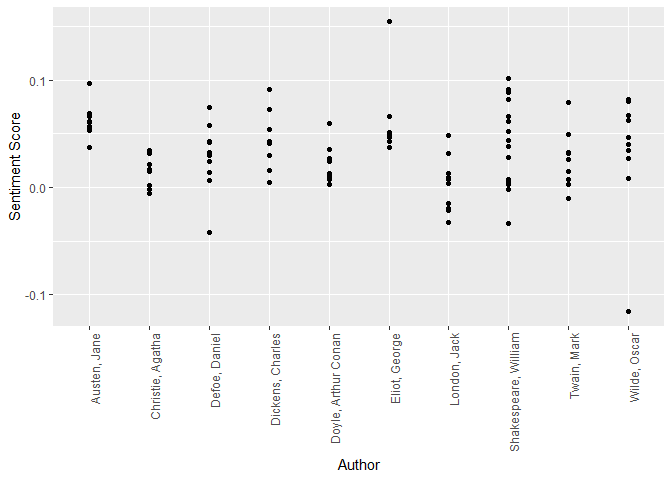 0.1
0.0
-0.1
Sentiment Score
Austen, Jane
Christie, Agatha
Defoe, Daniel
Dickens, Charles
Doyle, Arthur Conan
Elliot, George
London, Jack
Shakespeare, William
Twain, Mark
Wilde, Oscar
Author